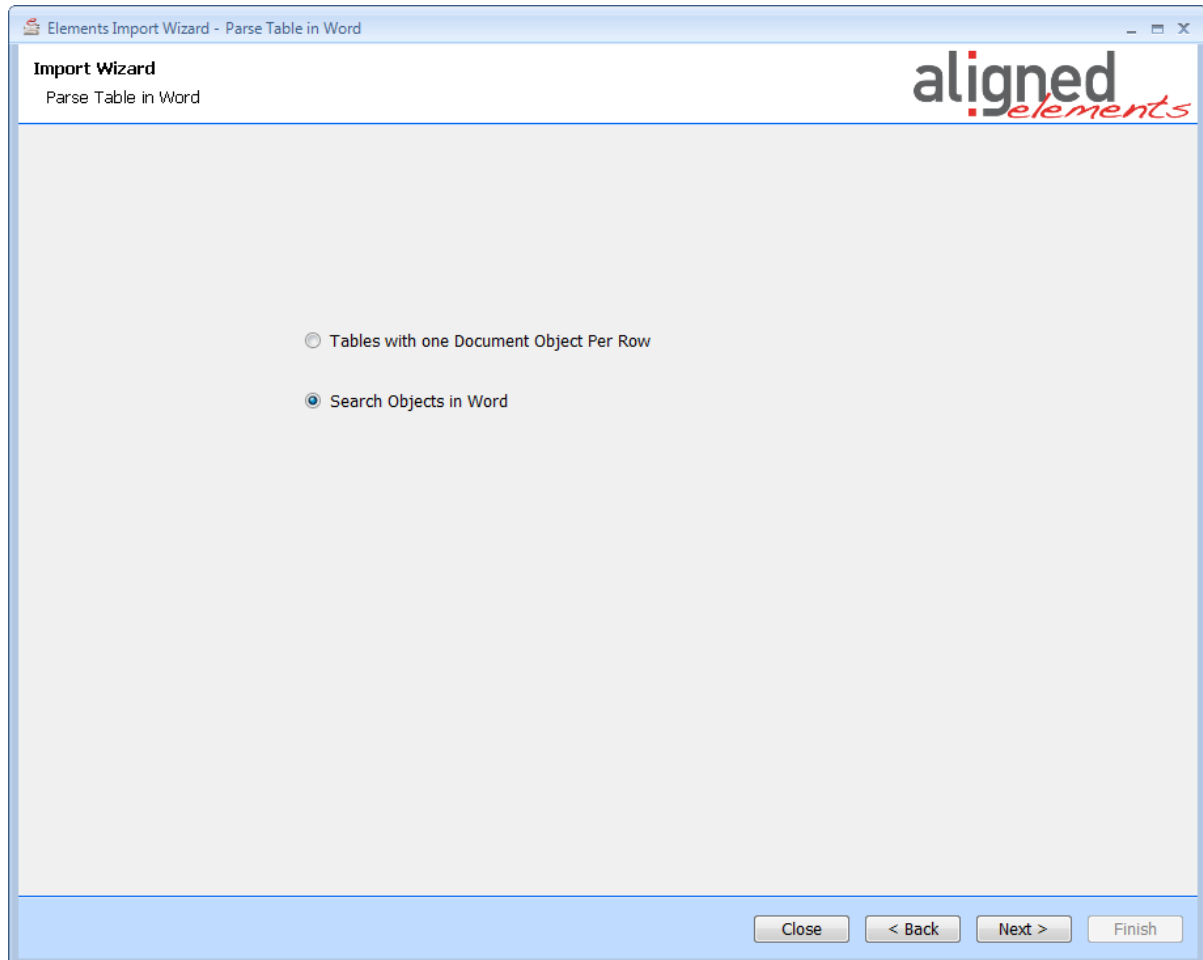 Elements Import Wizard - Parse Table in Word
Import Wizard
Parse Table in Word
aligned
elements
Tables with one Document Object Per Row
Search Objects in Word
Close
< Back
Next >
Finish